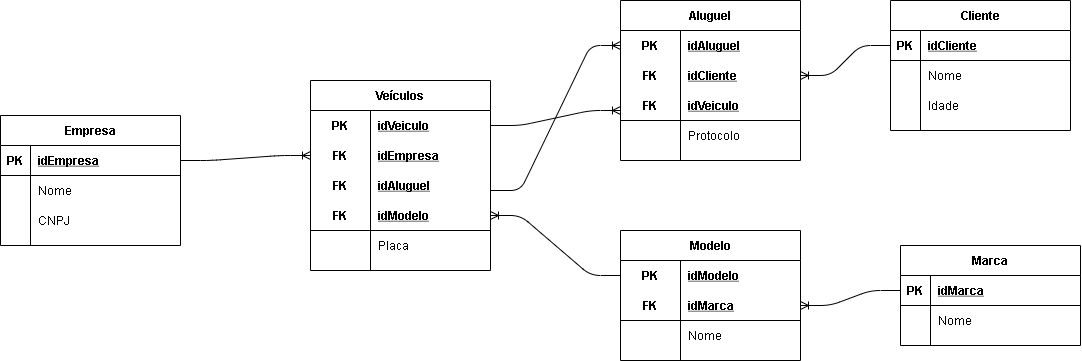 Empresa
PK idEmpresa
Nome
CNPJ
Veículos
PK idVeiculo
FK idEmpresa
FK idAluguel
FK idModelo
Placa
Aluguel
PK idAluguel
FK idCliente
FK idVeiculo
Protocolo
Cliente
PK idCliente
Nome
Idade
Modelo
PK idModelo
FK idMarca
Nome
Marca
PK idMarca
Nome